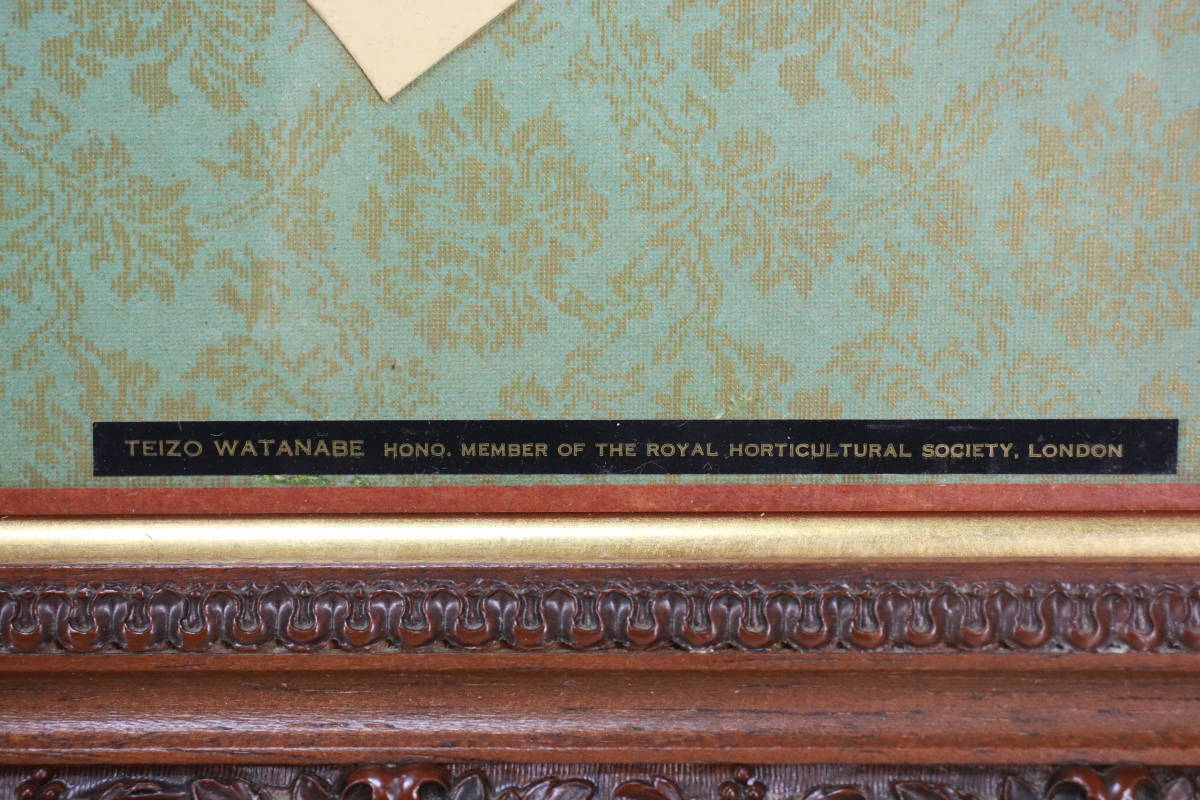 TEIZO WATANABE HONO. MEMBER OF THE ROYAL HORTICULTURAL SOCIETY, LONDON